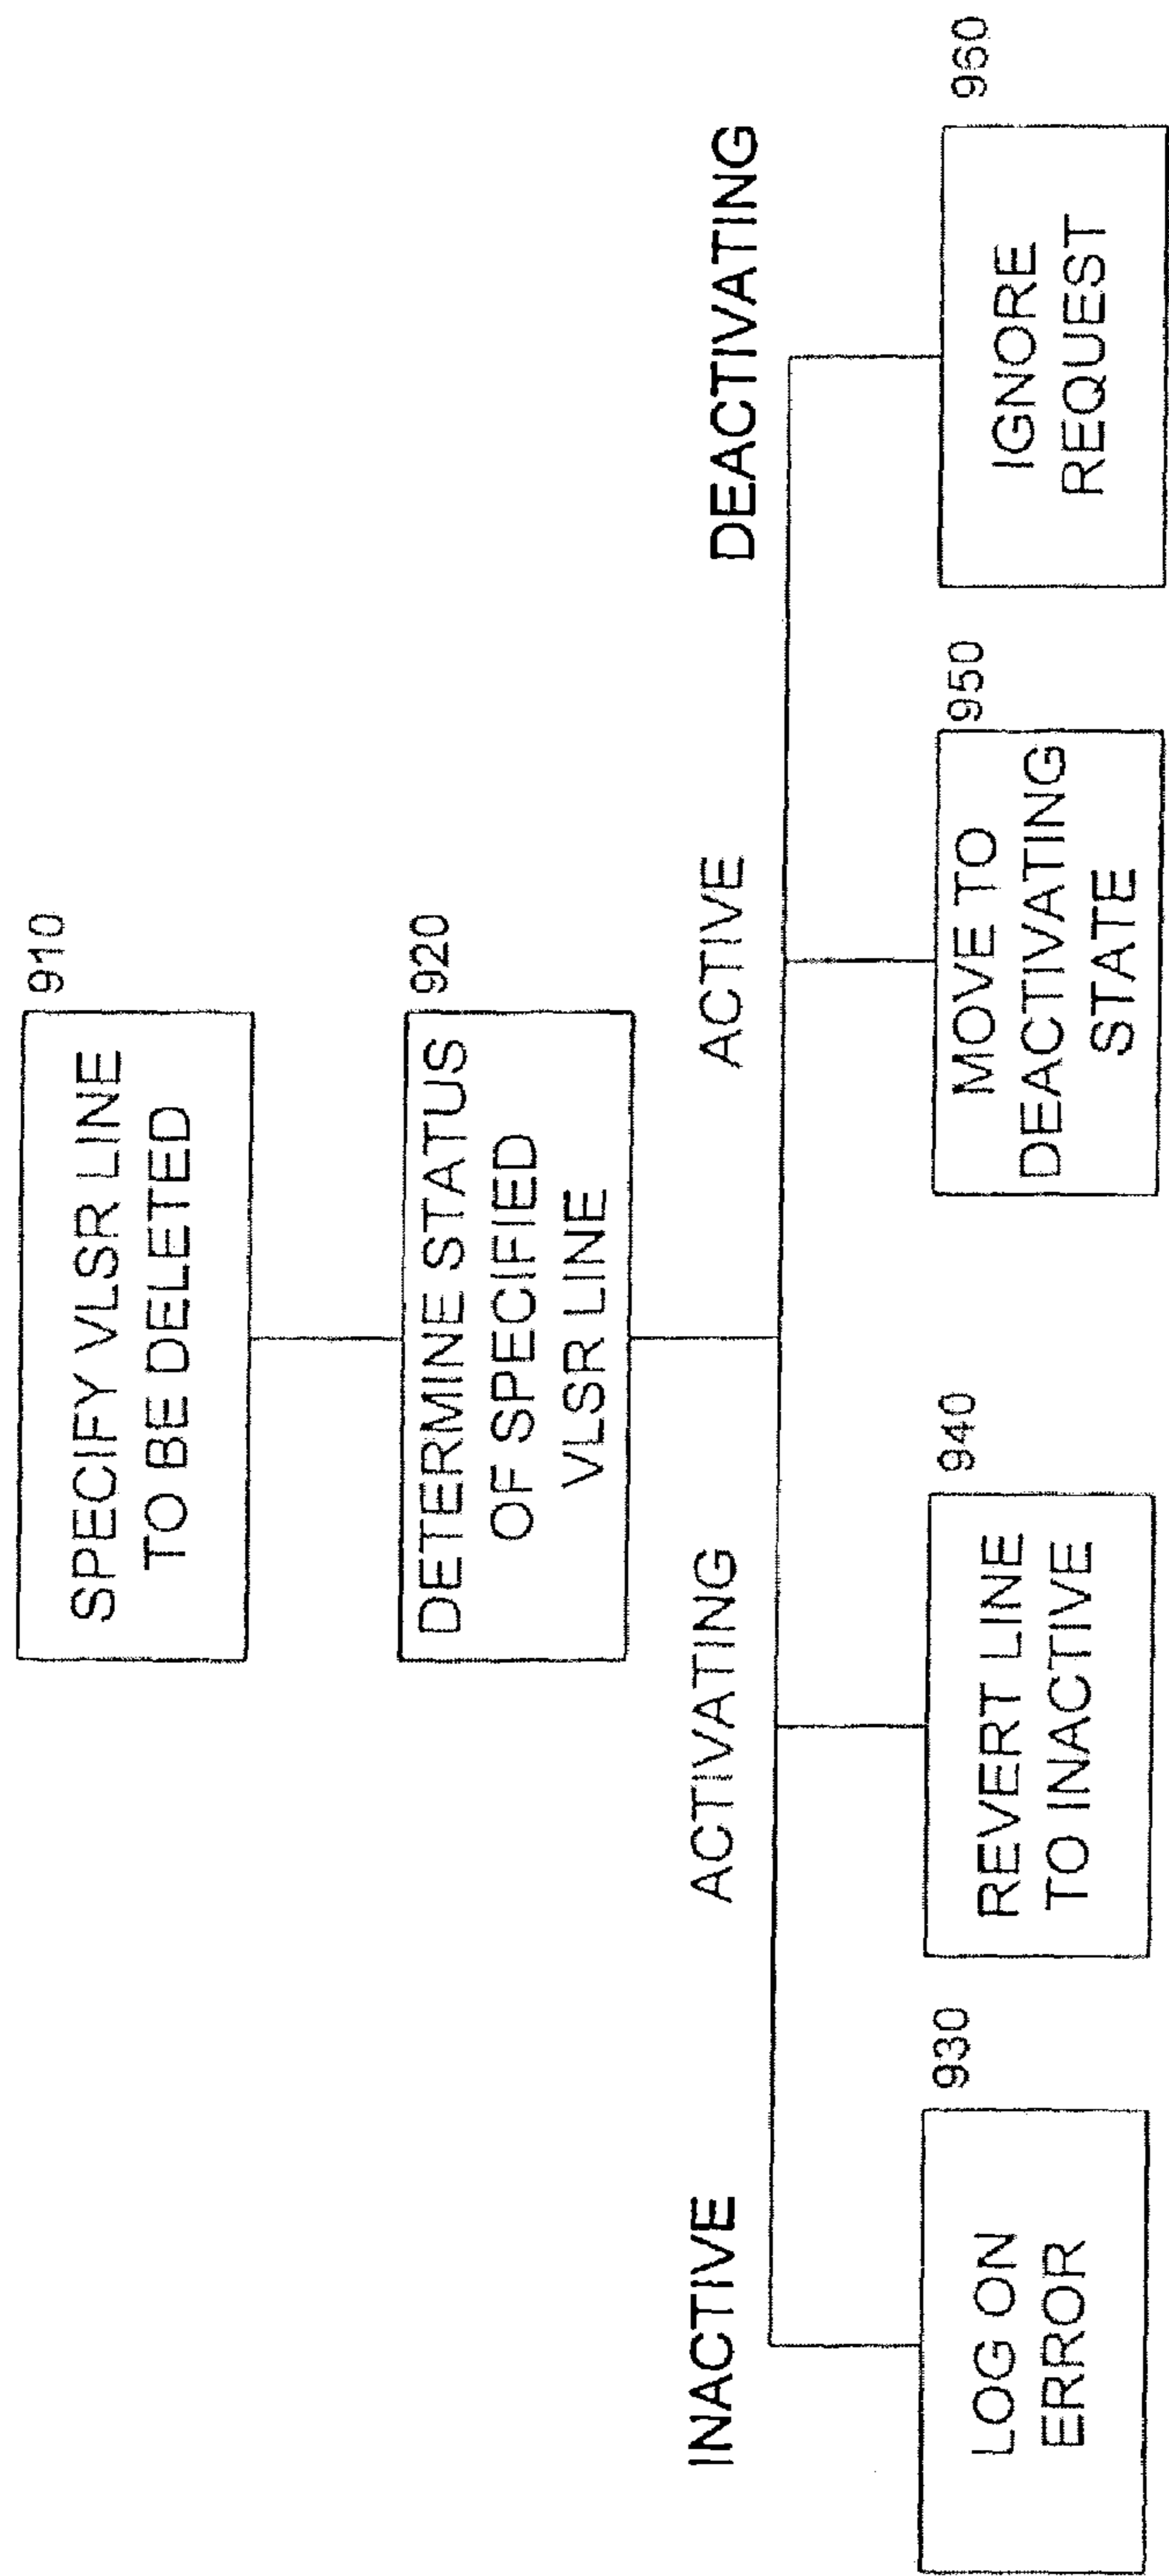 910
SPECIFY VLSR LINE
TO BE DELETED
920
DETERMINE STATUS
OF SPECIFIED
VLSR LINE
INACTIVE
ACTIVATING
ACTIVE
DEACTIVATING
930
LOG ON
ERROR
940
REVERT LINE
TO INACTIVE
950
MOVE TO
DEACTIVATING
STATE
960
IGNORE
REQUEST